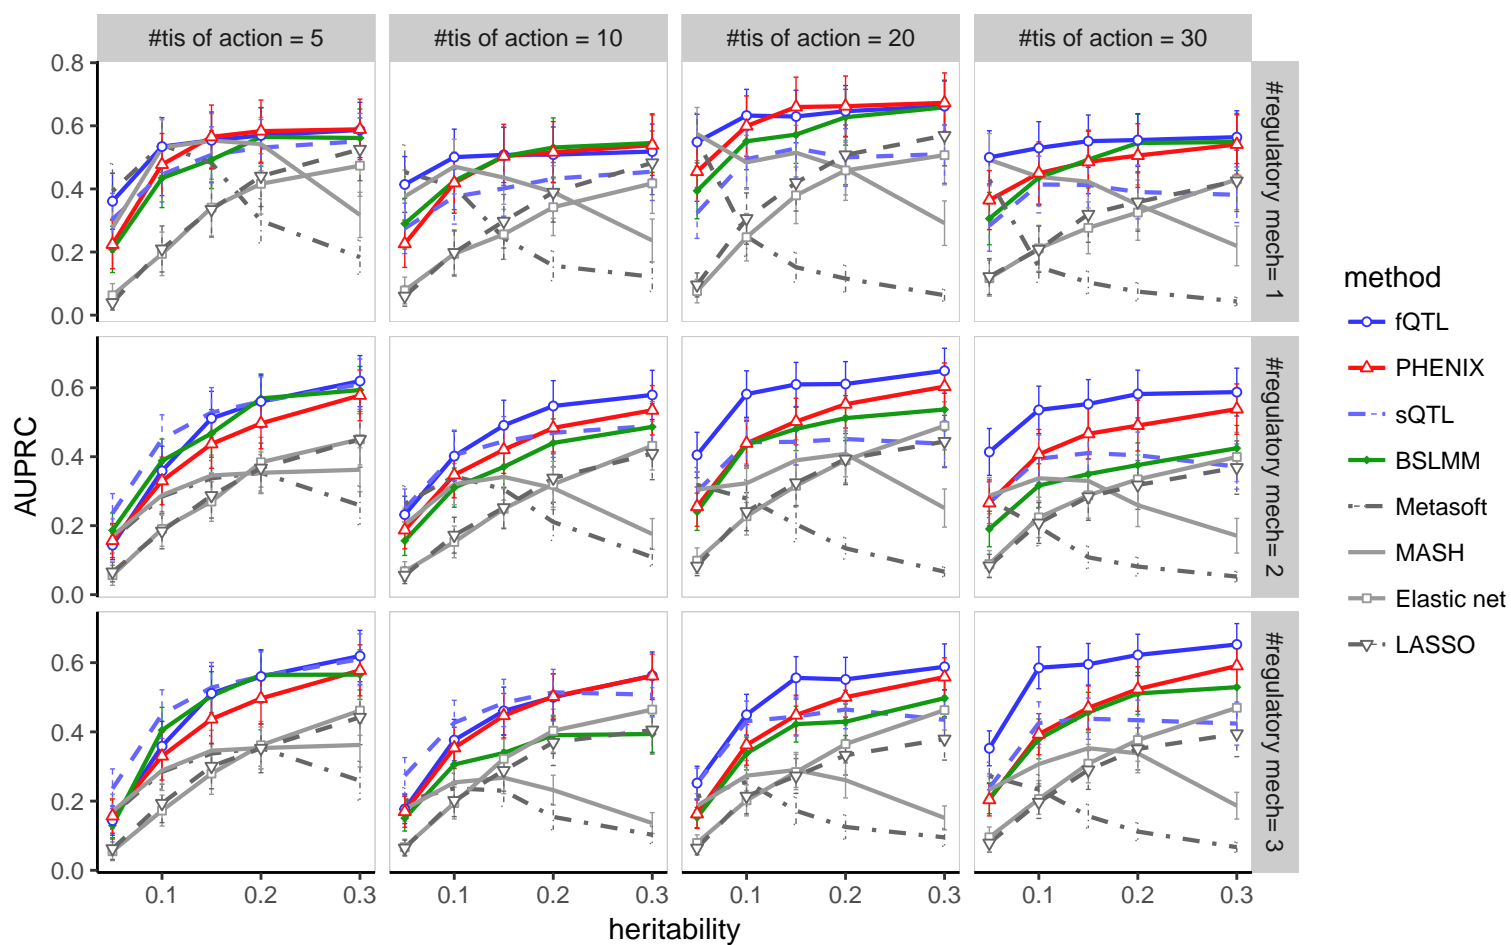 #tis of action = 5
#tis of action = 10
#tis of action = 20
#tis of action = 30
0.8
0.6
0.4
0.2
0.0
#regulatory mech= 1
0.6
0.4
0.2
0.0
#regulatory mech= 2
0.6
0.4
0.2
0.0
#regulatory mech= 3
AUPRC
0.1 0.2 0.3
0.1 0.2 0.3
0.1 0.2 0.3
0.1 0.2 0.3
heritability
method
fQTL
PHENIX
sQTL
BSLMM
Metasoft
MASH
Elastic net
LASSO